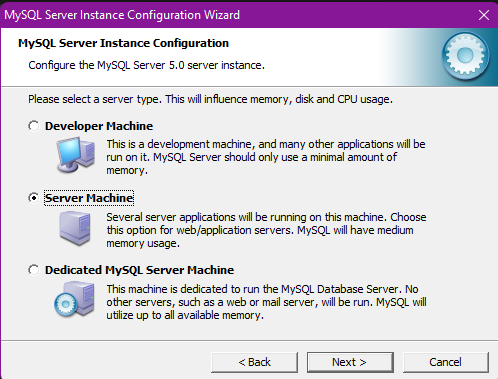 MySQL Server Instance Configuration Wizard
MySQL Server Instance Configuration
Configure the MySQL Server 5.0 server instance.
Please select a server type. This will influence memory, disk and CPU usage.
Developer Machine
This is a development machine, and many other applications will be
run on it. MySQL Server should only use a minimal amount of
memory.
Server Machine
Several server applications will be running on this machine. Choose
this option for web/application servers. MySQL will have medium
memory usage.
Dedicated MySQL Server Machine
This machine is dedicated to run the MySQL Database Server. No
other servers, such as a web or mail server, will be run. MySQL will
utilize up to all available memory.
< Back
Next >
Cancel